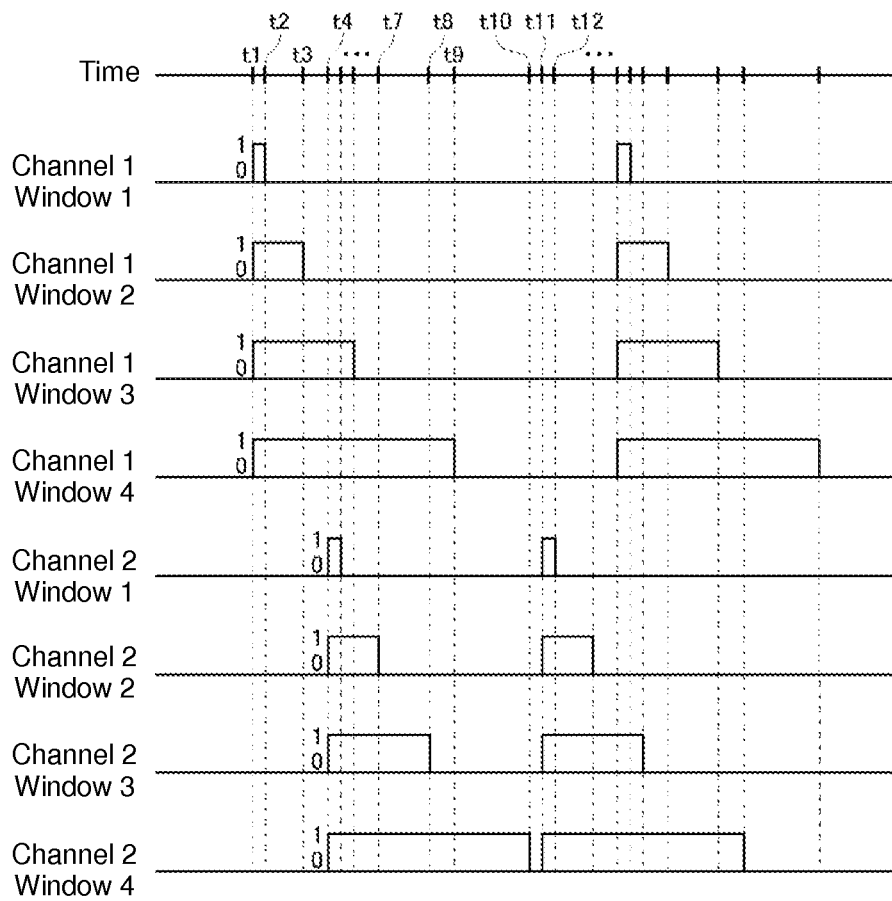 t2 t4 t7 t8 t10 t11 t12
t1 t3 ... t9 ...
Time
1
0
Channel 1
Window 1
1
0
Channel 1
Window 2
1
0
Channel 1
Window 3
1
0
Channel 1
Window 4
1
0
Channel 2
Window 1
1
0
Channel 2
Window 2
1
0
Channel 2
Window 3
1
0
Channel 2
Window 4